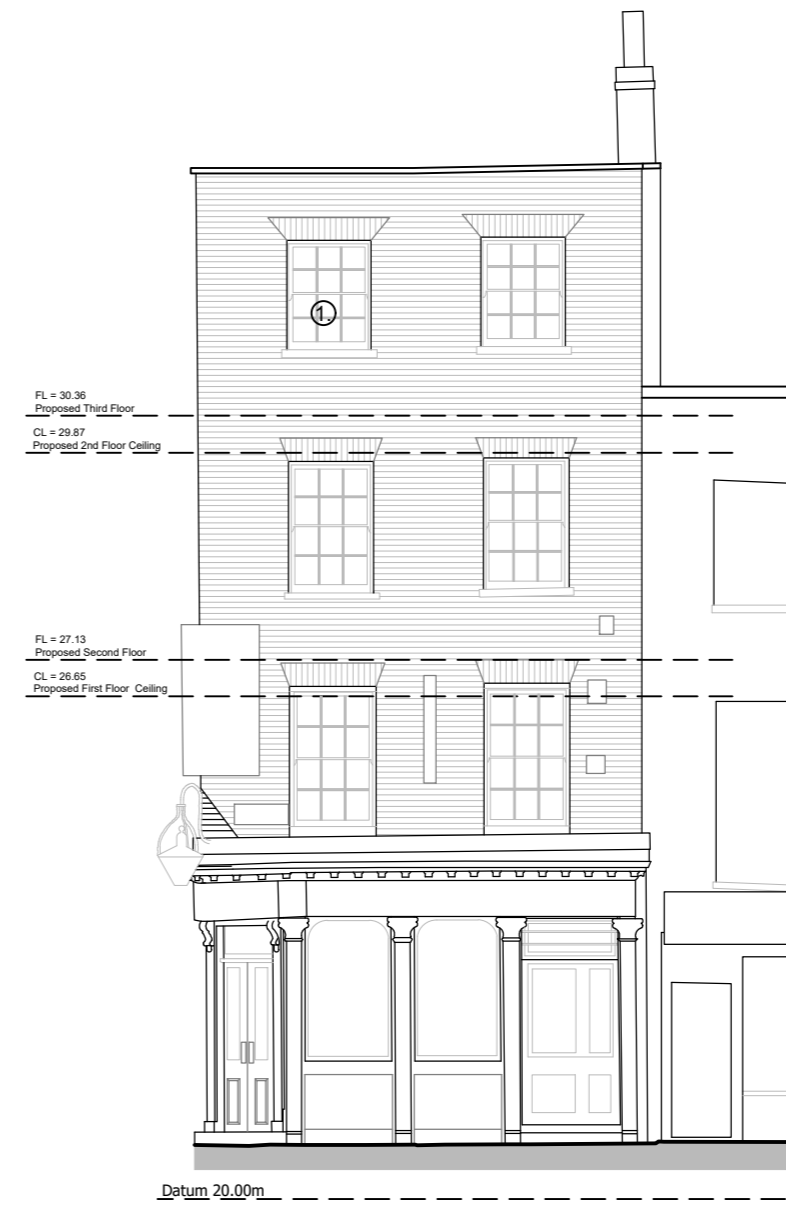 1.
FL = 30.36
Proposed Third Floor
CL = 29.87
Proposed 2nd Floor Ceiling
FL = 27.13
Proposed Second Floor
CL = 26.65
Proposed First Floor Ceiling
Datum 20.00m